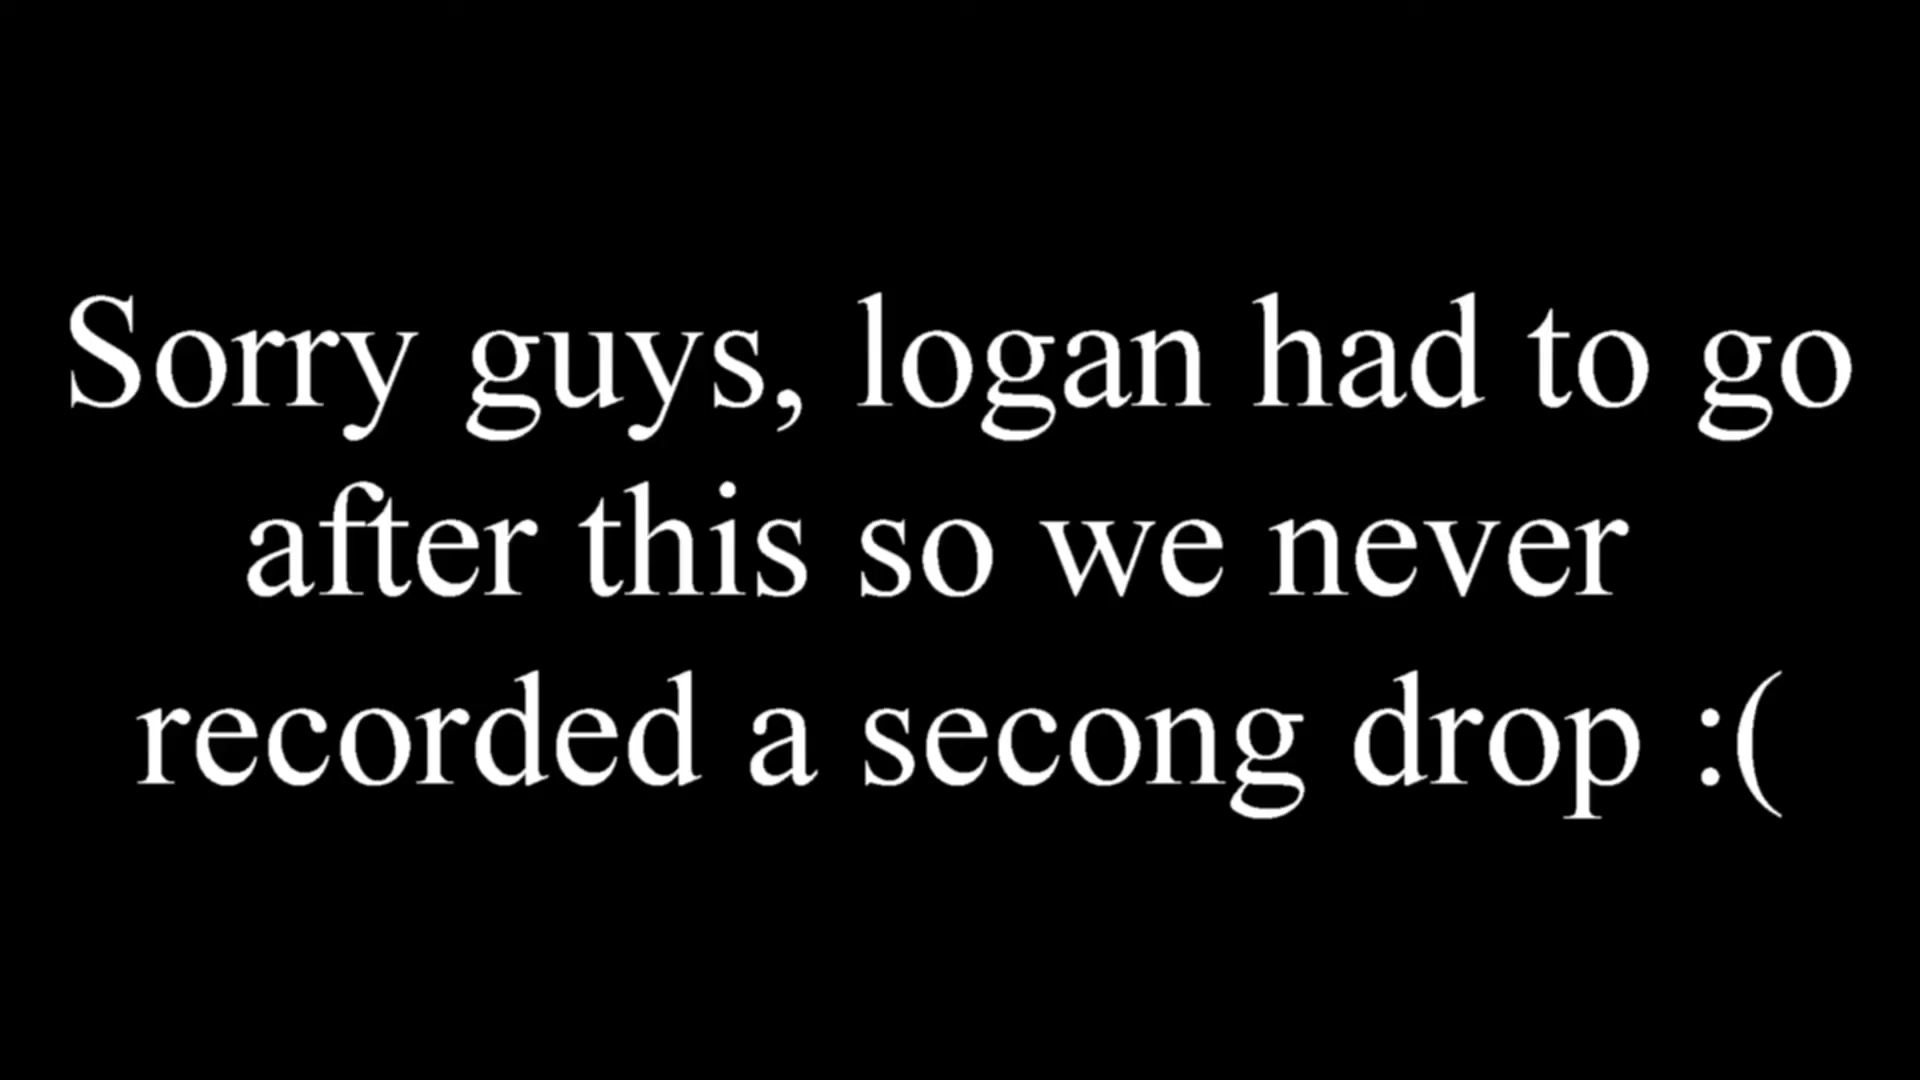 Sorry guys, logan had to go
after this so we never
recorded a secong drop :(